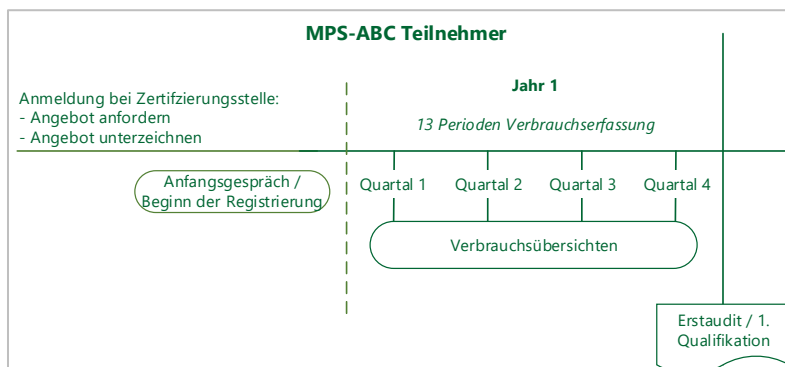 MPS-ABC Teilnehmer
Jahr 1
Anmeldung bei Zertifzierungsstelle:
- Angebot anfordern
- Angebot unterzeichnen
13 Perioden Verbrauchserfassung
Anfangsgespräch /
Beginn der Registrierung
Quartal 1
Quartal 2
Quartal 3
Quartal 4
Verbrauchsübersichten
Erstaudit / 1.
Qualifikation